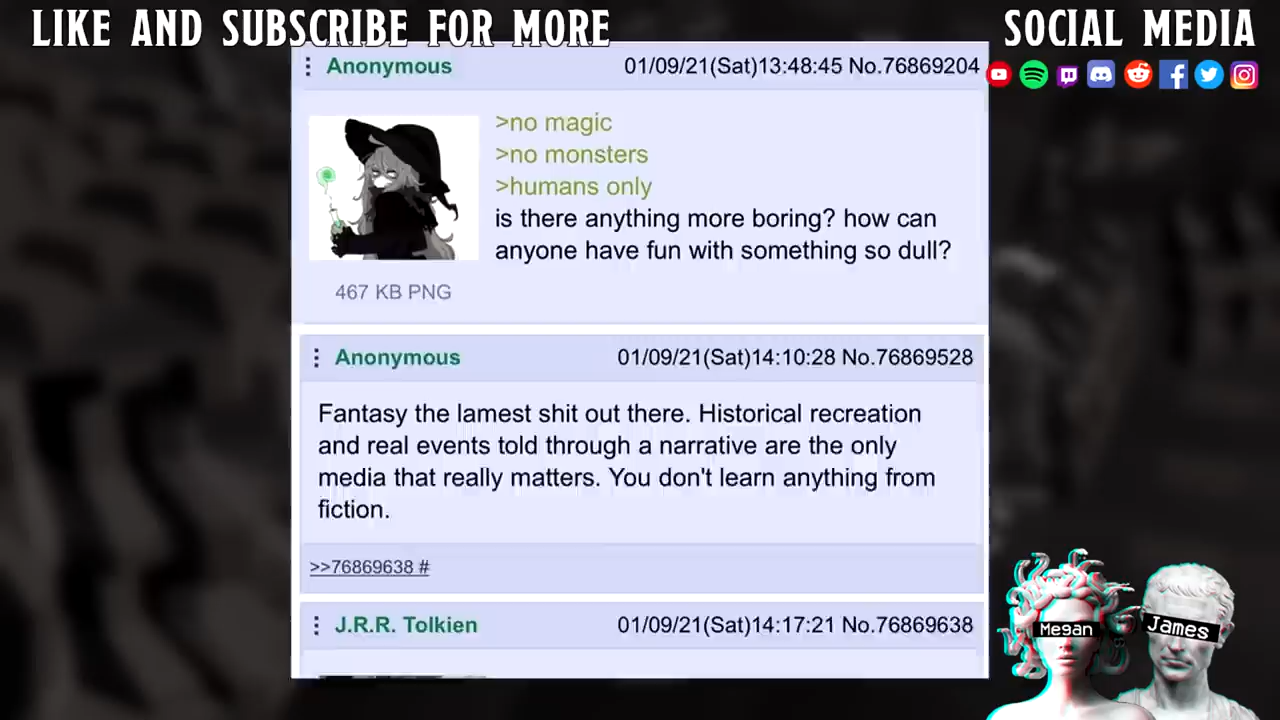 LIKE AND SUBSCRIBE FOR MORE
SOCIAL MEDIA
Anonymous 01/09/21(Sat)13:48:45 No.76869204
>no magic
>no monsters
>humans only
is there anything more boring? how can
anyone have fun with something so dull?
467 KB PNG
Anonymous 01/09/21(Sat)14:10:28 No.76869528
Fantasy the lamest shit out there. Historical recreation
and real events told through a narrative are the only
media that really matters. You don't learn anything from
fiction.
>>76869638 #
J.R.R. Tolkien 01/09/21(Sat)14:17:21 No.76869638
Megan
James